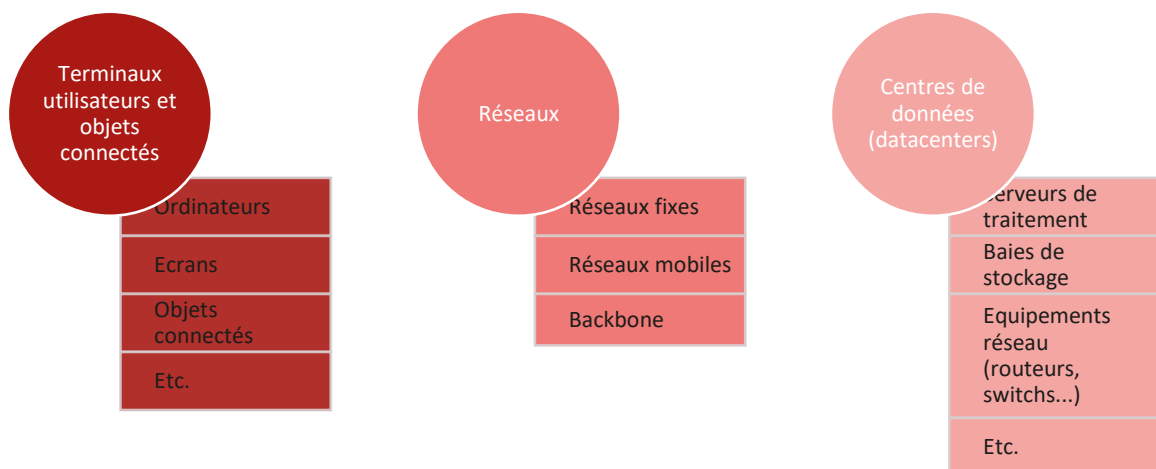 Terminaux
utilisateurs et
objets
connectés
Ordinateurs
Ecrans
Objets
connectés
Etc.
Réseaux
Réseaux fixes
Réseaux mobiles
Backbone
Centres de
données
(datacenters)
Serveurs de
traitement
Baies de
stockage
Equipements
réseau
(routeurs,
switchs...)
Etc.